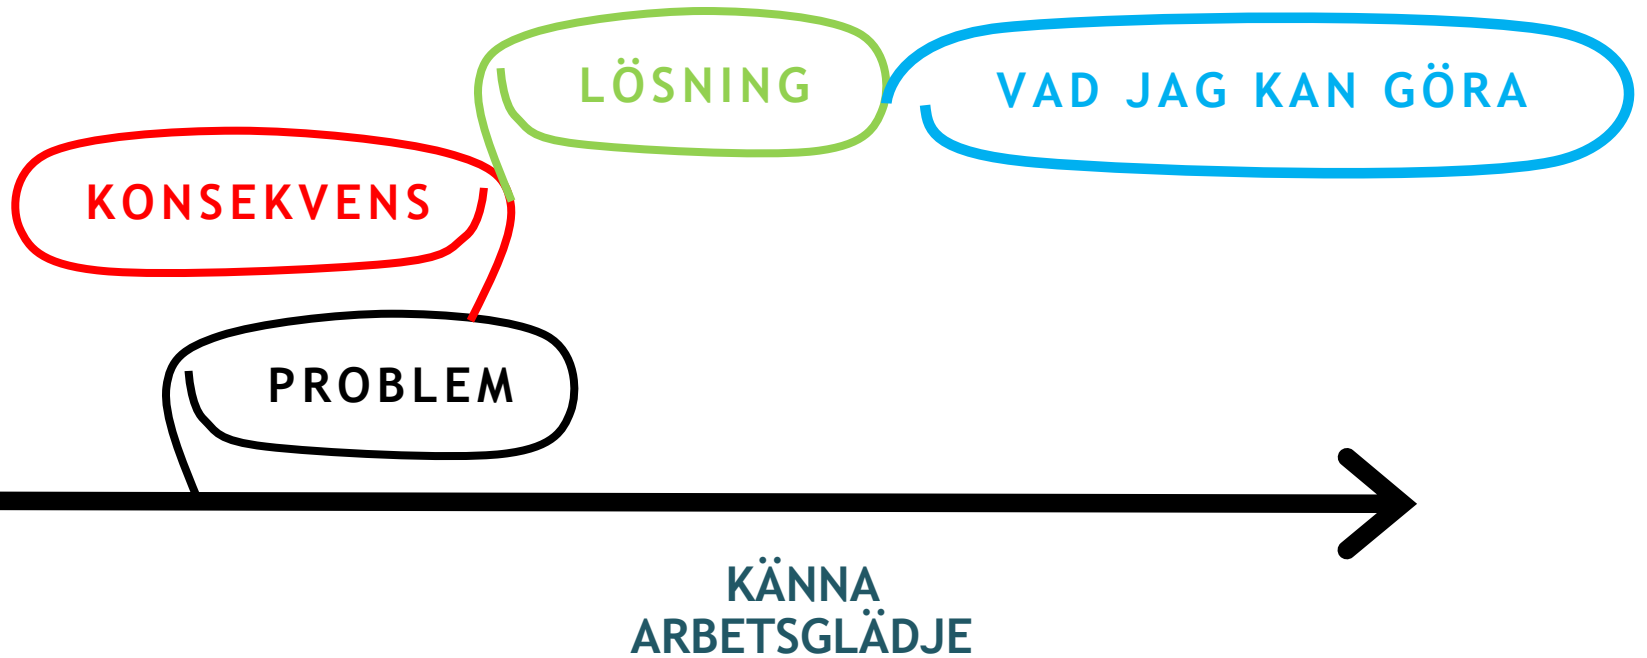 LÖSNING
VAD JAG KAN GÖRA
KONSEKVENS
PROBLEM
KÄNNA
ARBETSGLÄDJE